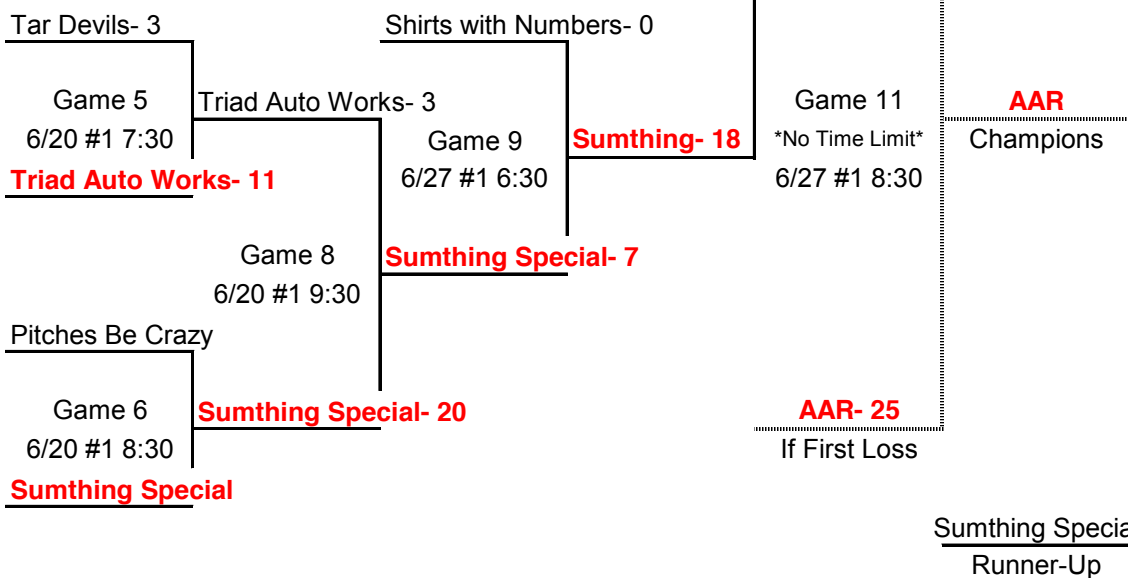 Tar Devils- 3
Shirts with Numbers- 0
Game 5
Triad Auto Works- 3
Game 11
AAR
6/20 #1 7:30
Game 9
Sumthing- 18
*No Time Limit*
Champions
Triad Auto Works- 11
6/27 #1 6:30
6/27 #1 8:30
Game 8
Sumthing Special- 7
6/20 #1 9:30
Pitches Be Crazy
Game 6
Sumthing Special- 20
AAR- 25
6/20 #1 8:30
If First Loss
Sumthing Special
Sumthing Specia
Runner-Up